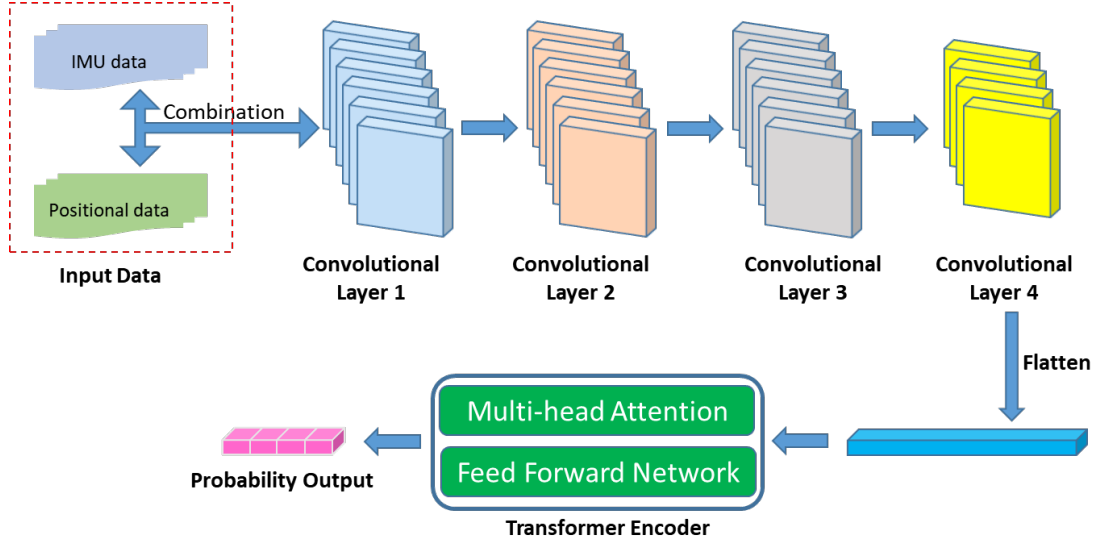 IMU data
Combination
Positional data
Input Data
Convolutional
Layer 1
Convolutional
Layer 2
Convolutional
Layer 3
Convolutional
Layer 4
Flatten
Multi-head Attention
Feed Forward Network
Transformer Encoder
Probability Output